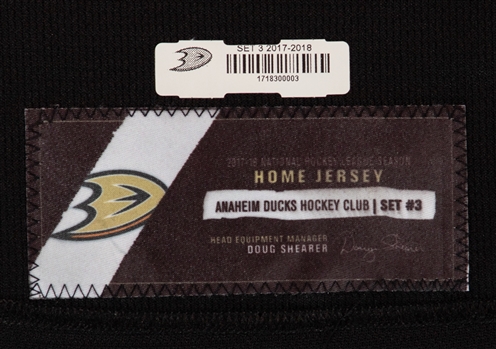 SET 3 2017-2018
1718300003
2017-18 NATIONAL HOCKEY LEAGUE SEASON
HOME JERSEY
ANAHEIM DUCKS HOCKEY CLUB | SET #3
HEAD EQUIPMENT MANAGER
DOUG SHEARER